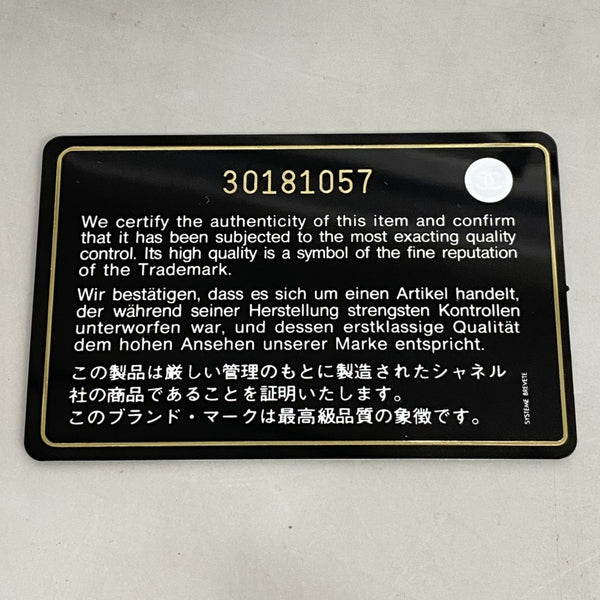 30181057
We certify the authenticity of this item and confirm
that it has been subjected to the most exacting quality
control. Its high quality is a symbol of the fine reputation
of the Trademark.
Wir bestätigen, dass es sich um einen Artikel handelt,
der während seiner Herstellung strengsten Kontrollen
unterworfen war, und dessen erstklassige Qualität
dem hohen Ansehen unserer Marke entspricht.
この製品は厳しい管理のもとに製造されたシャネル
社の商品であることを証明いたします。
このブランド・マークは最高級品質の象徴です。
SYSTEME BREVETE